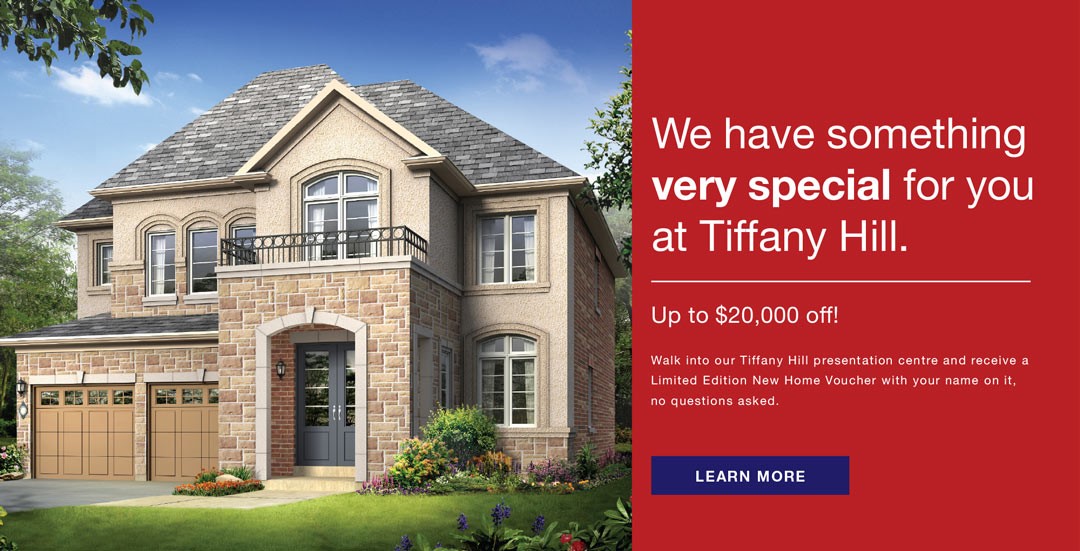 We have something
very special for you
at Tiffany Hill.
Up to $20,000 off!
Walk into our Tiffany Hill presentation centre and receive a
Limited Edition New Home Voucher with your name on it,
no questions asked.
LEARN MORE